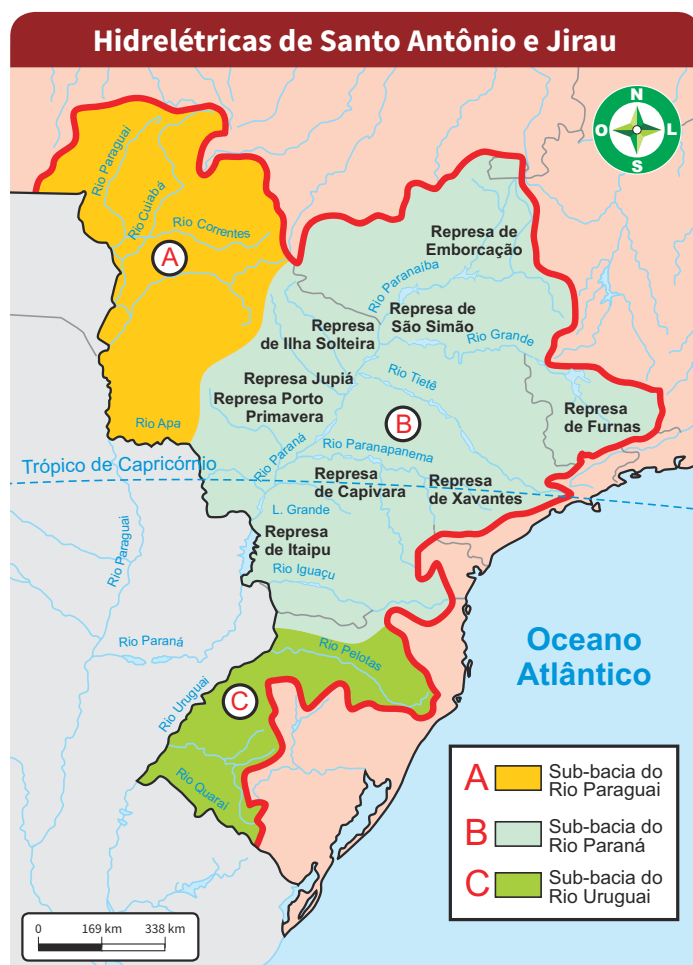 Hidrelétricas de Santo Antônio e Jirau
N
O
L
S
Rio Paraguai
Rio Cuiabá
Rio Correntes
A
Represa de
Emborcação
Rio Paranaíba
Represa de
São Simão
Represa
de Ilha Solteira
Rio Grande
Rio Tietê
Represa Jupiá
Represa Porto
Primavera
Represa
de Furnas
B
Rio Apa
Rio Paraná
Rio Paranapanema
Trópico de Capricórnio
Represa
de Capivara
Represa
de Xavantes
L. Grande
Rio Paraguai
Represa
de Itaipu
Rio Iguaçu
Rio Paraná
Rio Pelotas
Oceano
Atlântico
Rio Uruguai
C
Rio Quaraí
A
Sub-bacia do
Rio Paraguai
B
Sub-bacia do
Rio Paraná
C
Sub-bacia do
Rio Uruguai
0
169 km
338 km